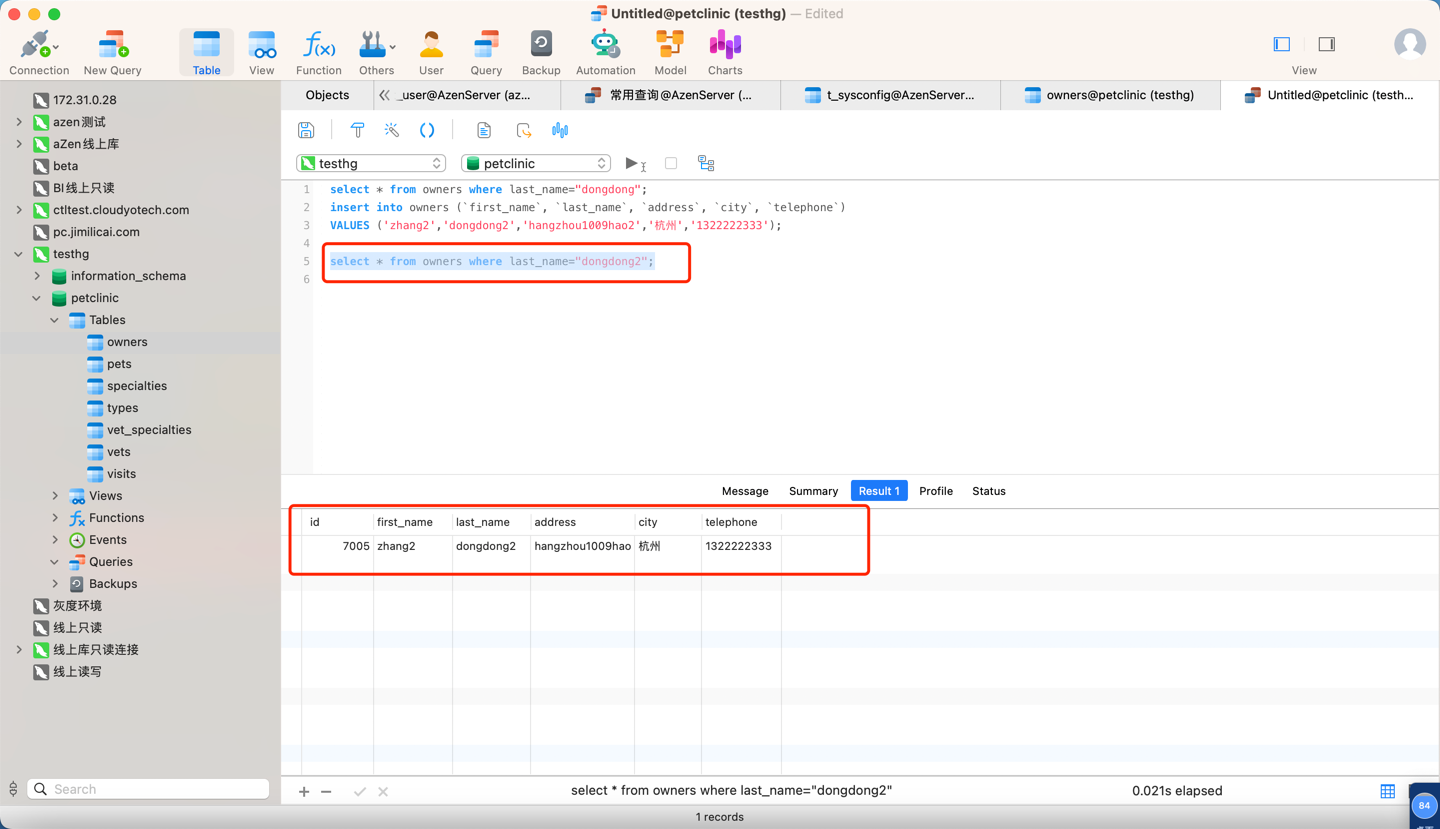 Untitled@petclinic (testhg) — Edited
Connection
New Query
Table
View
Function
Others
User
Query
Backup
Automation
Model
Charts
View
172.31.0.28
azen测试
aZen线上库
beta
BI线上只读
ctltest.cloudyotech.com
pc.jimilicai.com
testhg
information_schema
petclinic
Tables
owners
pets
specialties
types
vet_specialties
vets
visits
Views
Functions
Events
Queries
Backups
灰度环境
线上只读
线上库只读连接
线上读写
Search
Objects
_user@AzenServer (az...
常用查询@AzenServer (...
t_sysconfig@AzenServer...
owners@petclinic (testhg)
Untitled@petclinic (testh...
testhg
petclinic
1 select * from owners where last_name="dongdong";
2 insert into owners (`first_name`, `last_name`, `address`, `city`, `telephone`)
3 VALUES ('zhang2','dongdong2','hangzhou1009hao2','杭州','1322222333');
4
5 select * from owners where last_name="dongdong2";
6
Message Summary Result 1 Profile Status
id first_name last_name address city telephone
7005 zhang2 dongdong2 hangzhou1009hao 杭州 1322222333
select * from owners where last_name="dongdong2"
0.021s elapsed
1 records
84